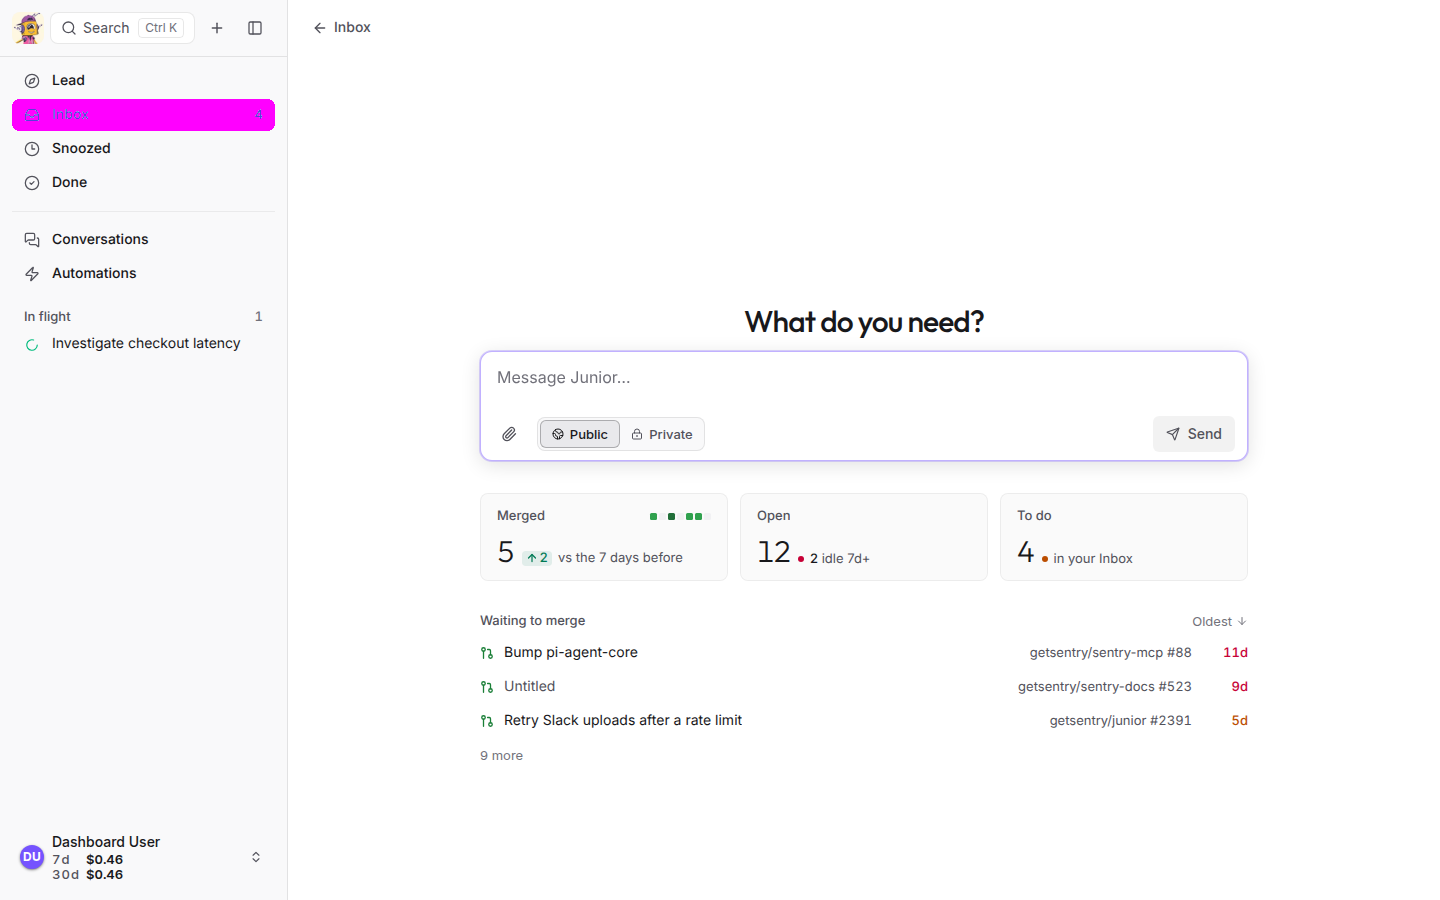 Search Ctrl K
Inbox
Lead
Inbox 4
Snoozed
Done
Conversations
Automations
In flight 1
Investigate checkout latency
What do you need?
Message Junior...
Public Private Send
Merged
5 2 vs the 7 days before
Open
12 2 idle 7d+
To do
4 in your Inbox
Waiting to merge Oldest
Bump pi-agent-core getsentry/sentry-mcp #88 11d
Untitled getsentry/sentry-docs #523 9d
Retry Slack uploads after a rate limit getsentry/junior #2391 5d
9 more
DU Dashboard User
7d $0.46
30d $0.46